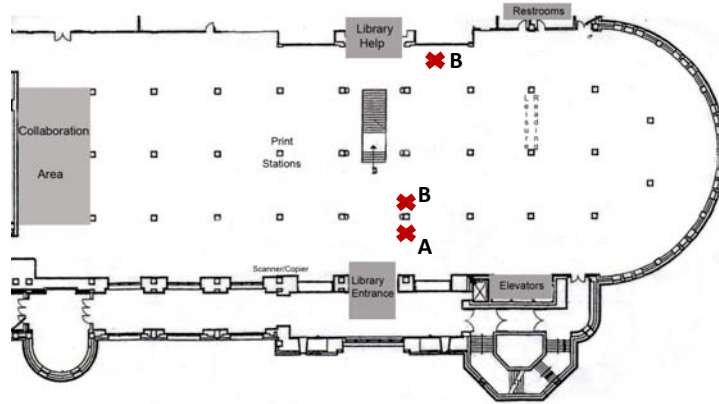 Restrooms
Library
Help
B
Leisure
Reading
Collaboration
Area
Print
Stations
B
A
Scanner/Copier
Library
Entrance
Elevators